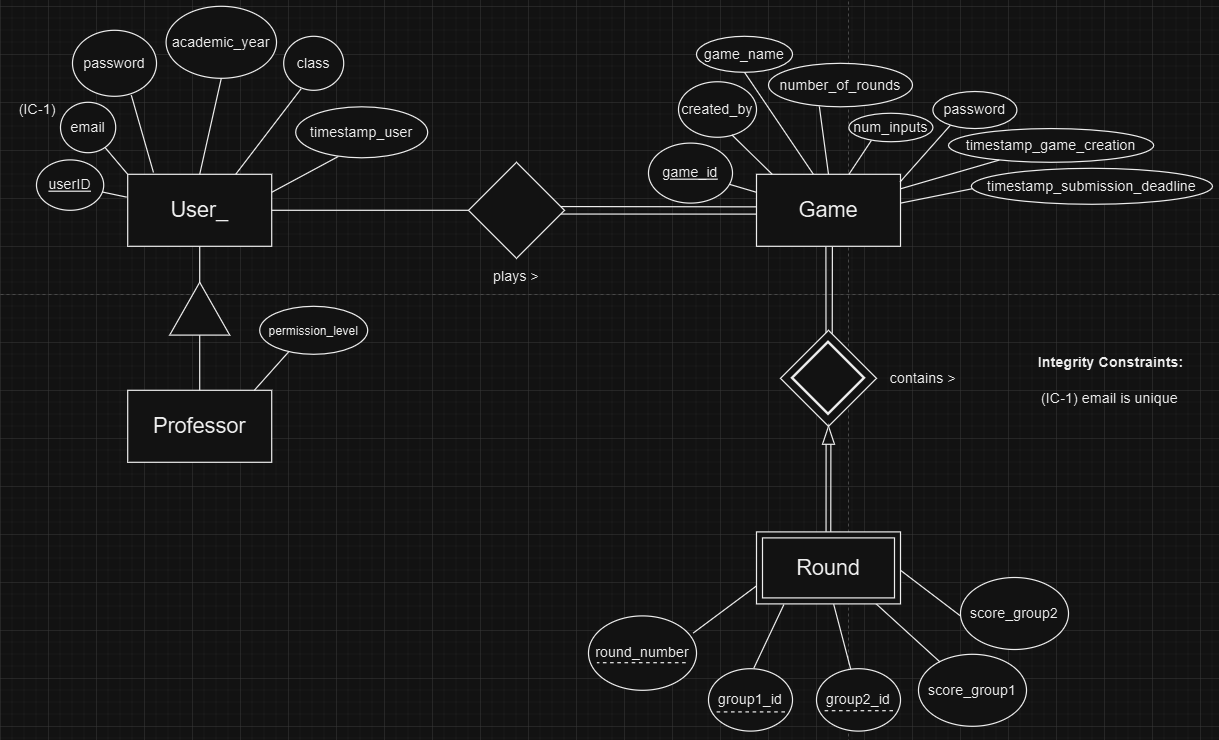 academic_year
password
class
(IC-1)
email
timestamp_user
userID
User_
plays >
permission_level
Professor
game_name
number_of_rounds
created_by
num_inputs
password
timestamp_game_creation
game_id
timestamp_submission_deadline
Game
contains >
Integrity Constraints:
(IC-1) email is unique
Round
score_group2
round_number
group1_id
group2_id
score_group1